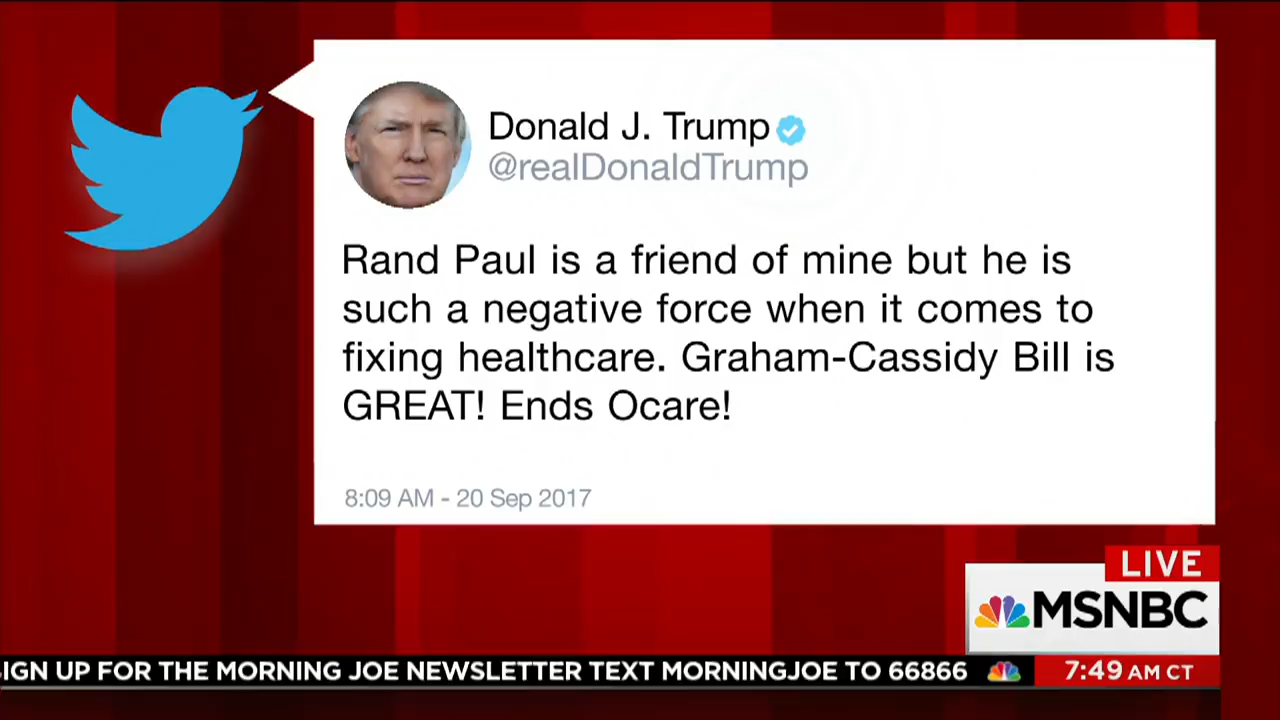 Donald J. Trump
@realDonaldTrump
Rand Paul is a friend of mine but he is
such a negative force when it comes to
fixing healthcare. Graham-Cassidy Bill is
GREAT! Ends Ocare!
8:09 AM - 20 Sep 2017
LIVE
MSNBC
IGN UP FOR THE MORNING JOE NEWSLETTER TEXT MORNINGJOE TO 66866
7:49 AM CT